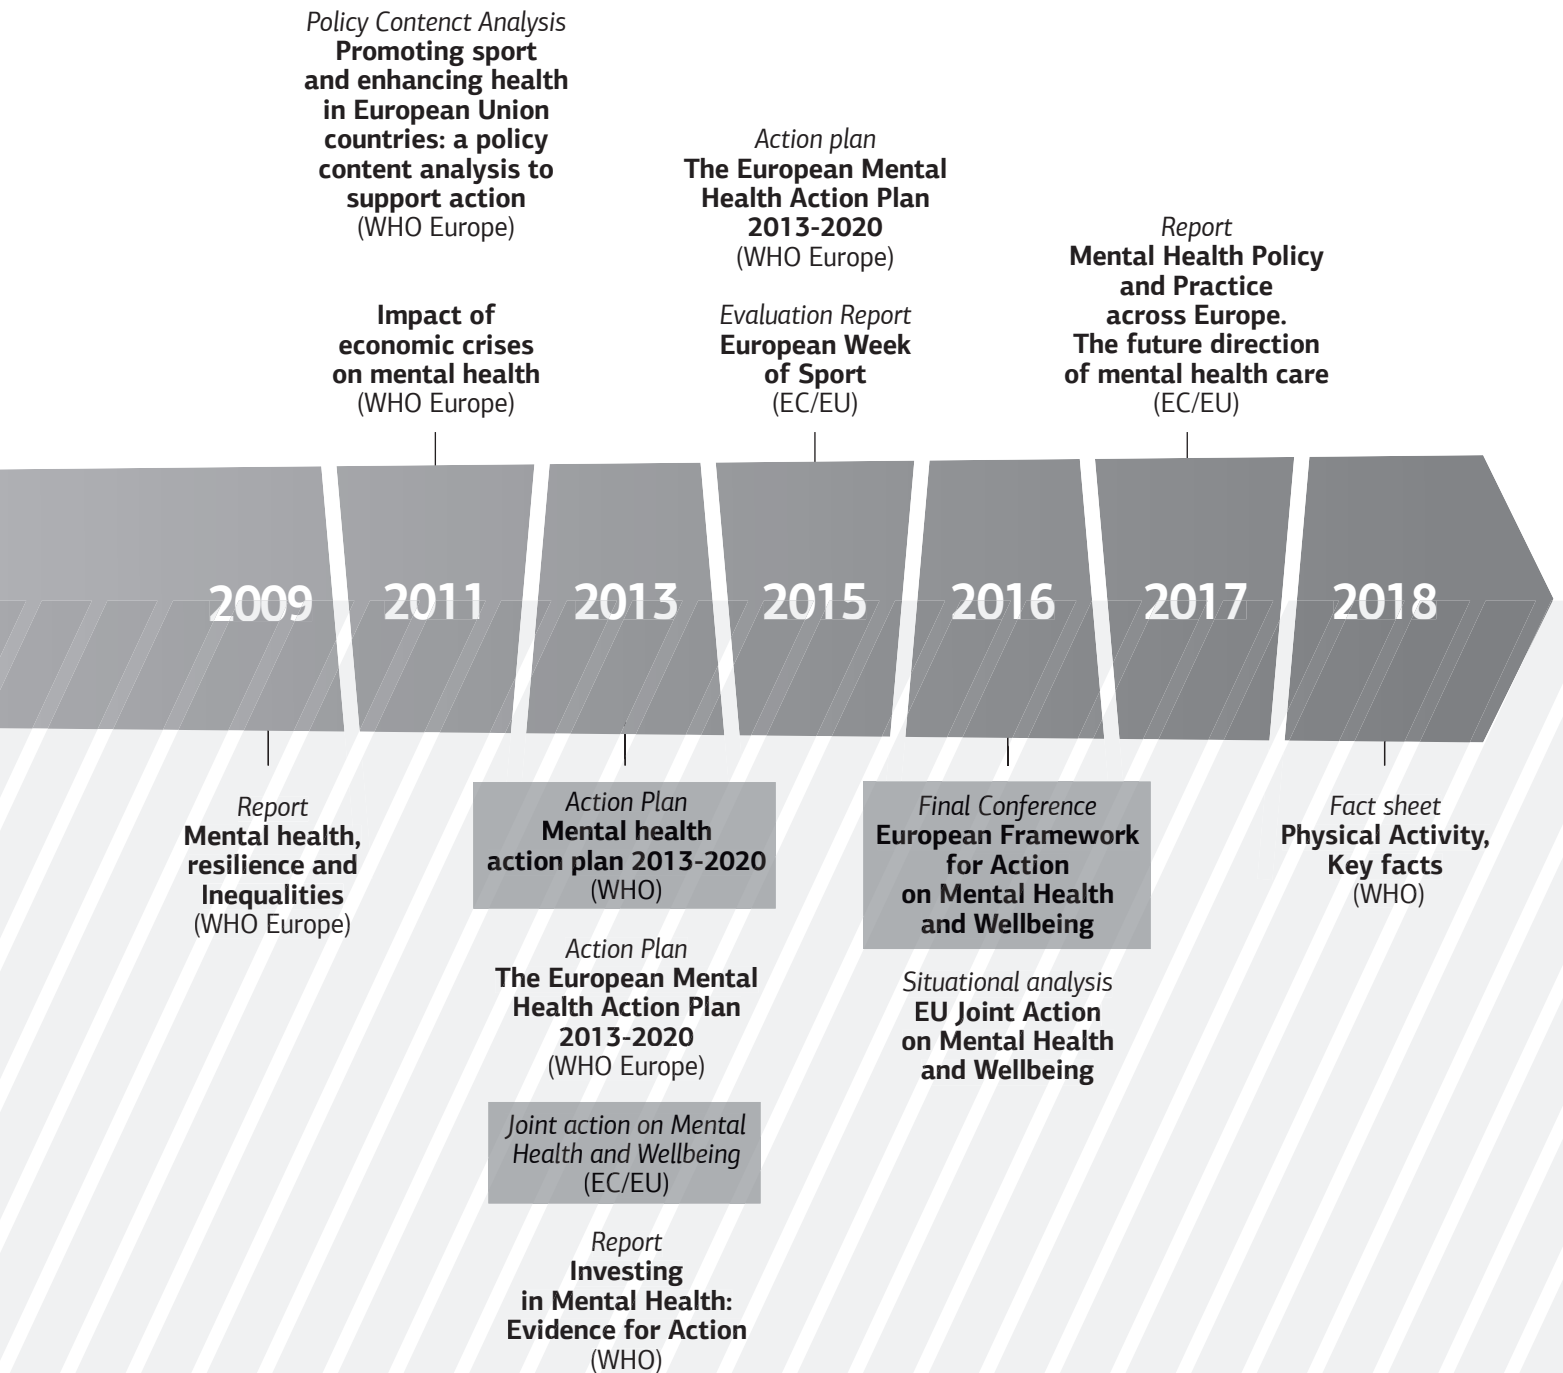 Policy Contenct Analysis
Promoting sport
and enhancing health
in European Union
countries: a policy
content analysis to
support action
(WHO Europe)
Impact of
economic crises
on mental health
(WHO Europe)
Action plan
The European Mental
Health Action Plan
2013-2020
(WHO Europe)
Evaluation Report
European Week
of Sport
(EC/EU)
Report
Mental Health Policy
and Practice
across Europe.
The future direction
of mental health care
(EC/EU)
2009
2011
2013
2015
2016
2017
2018
Report
Mental health,
resilience and
Inequalities
(WHO Europe)
Action Plan
Mental health
action plan 2013-2020
(WHO)
Action Plan
The European Mental
Health Action Plan
2013-2020
(WHO Europe)
Joint action on Mental
Health and Wellbeing
(EC/EU)
Report
Investing
in Mental Health:
Evidence for Action
(WHO)
Final Conference
European Framework
for Action
on Mental Health
and Wellbeing
Situational analysis
EU Joint Action
on Mental Health
and Wellbeing
Fact sheet
Physical Activity,
Key facts
(WHO)